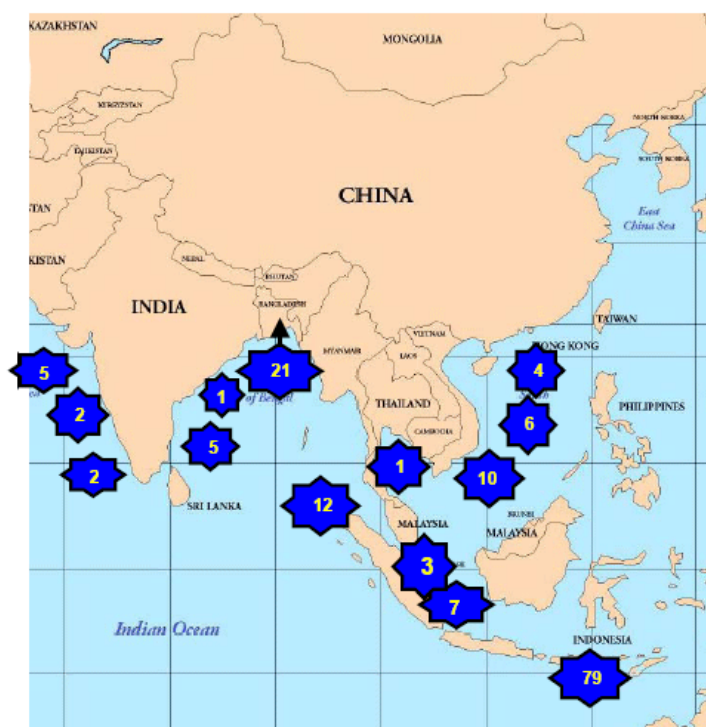 KAZAKHSTAN
MONGOLIA
KYRGYZSTAN
NORTH KOREA
TAJIKISTAN
SOUTH KOREA
CHINA
TAN
East
China Sea
KISTAN
NEPAL
BHUTAN
BANGLADESH
INDIA
TAIWAN
MYANMAR
VIETNAM
HONG KONG
LAOS
5
21
4
1
of Bengal
South
THAILAND
PHILIPPINES
2
6
CAMBODIA
5
2
1
10
SRI LANKA
12
BRUNEI
MALAYSIA
MALAYSIA
3
7
Indian Ocean
INDONESIA
79